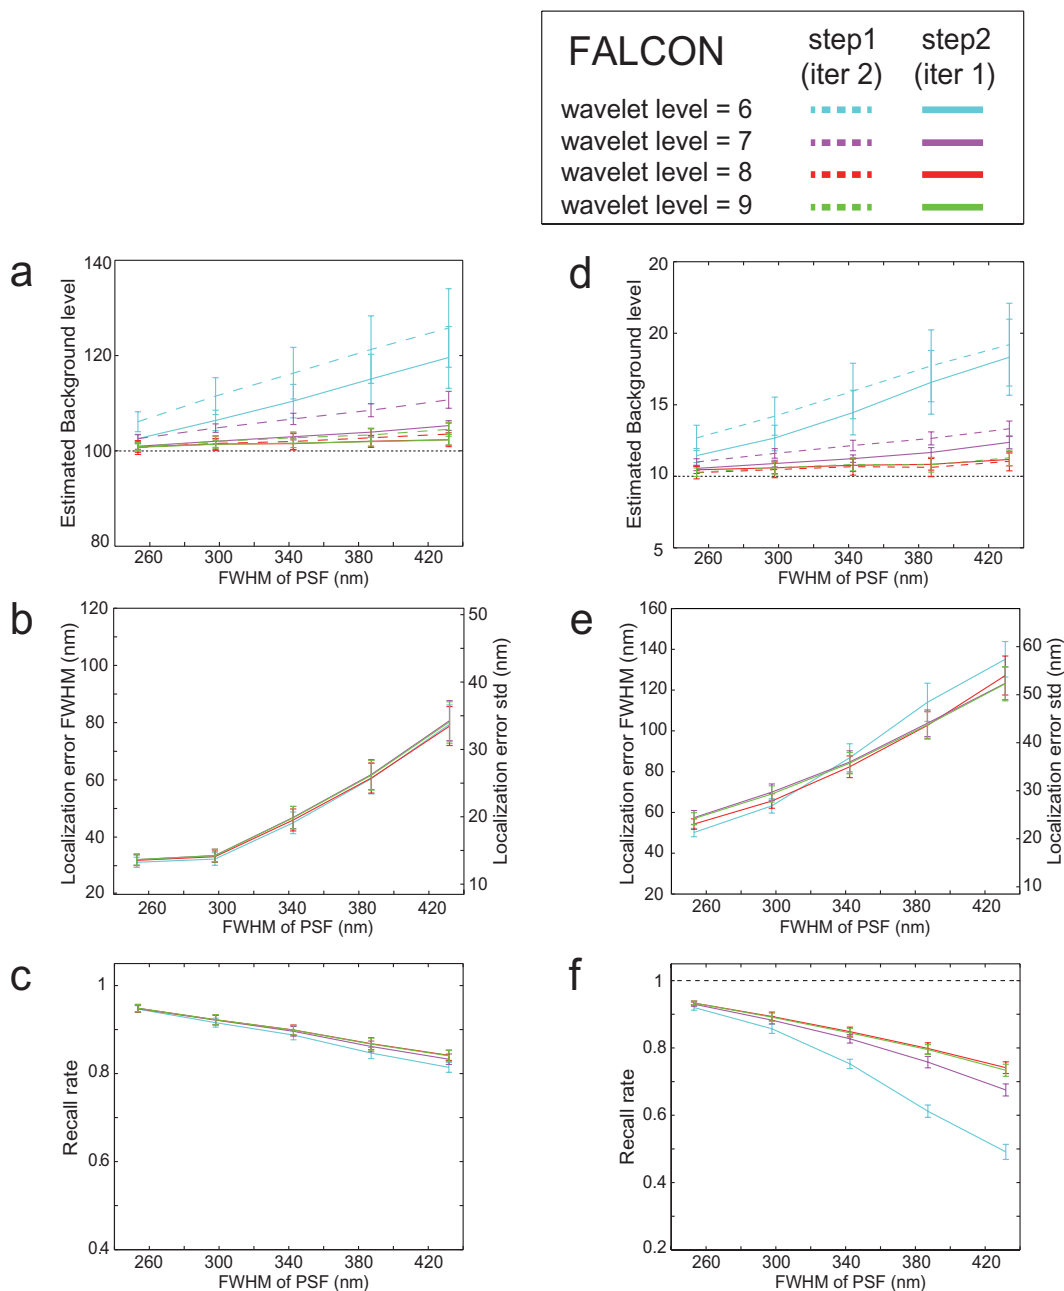 FALCON
step1
(iter 2)
step2
(iter 1)
wavelet level = 6
wavelet level = 7
wavelet level = 8
wavelet level = 9
a
140
120
100
80
Estimated Background level
260 300 340 380 420
FWHM of PSF (nm)
d
20
15
10
5
Estimated Background level
260 300 340 380 420
FWHM of PSF (nm)
b
120
100
80
60
40
20
Localization error FWHM (nm)
50
40
30
20
10
Localization error std (nm)
260 300 340 380 420
FWHM of PSF (nm)
e
160
140
120
100
80
60
40
20
Localization error FWHM (nm)
60
50
40
30
20
10
Localization error std (nm)
260 300 340 380 420
FWHM of PSF (nm)
c
1
0.8
0.6
0.4
Recall rate
260 300 340 380 420
FWHM of PSF (nm)
f
1
0.8
0.6
0.4
0.2
Recall rate
260 300 340 380 420
FWHM of PSF (nm)